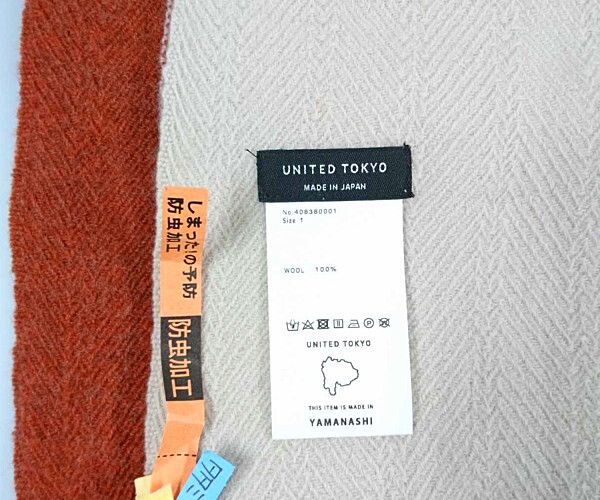 UNITED TOKYO
MADE IN JAPAN
No.408380001
Size 1
WOOL 100%
UNITED TOKYO
THIS ITEM IS MADE IN
YAMANASHI
しまった!の予防
防虫加工
防虫加工